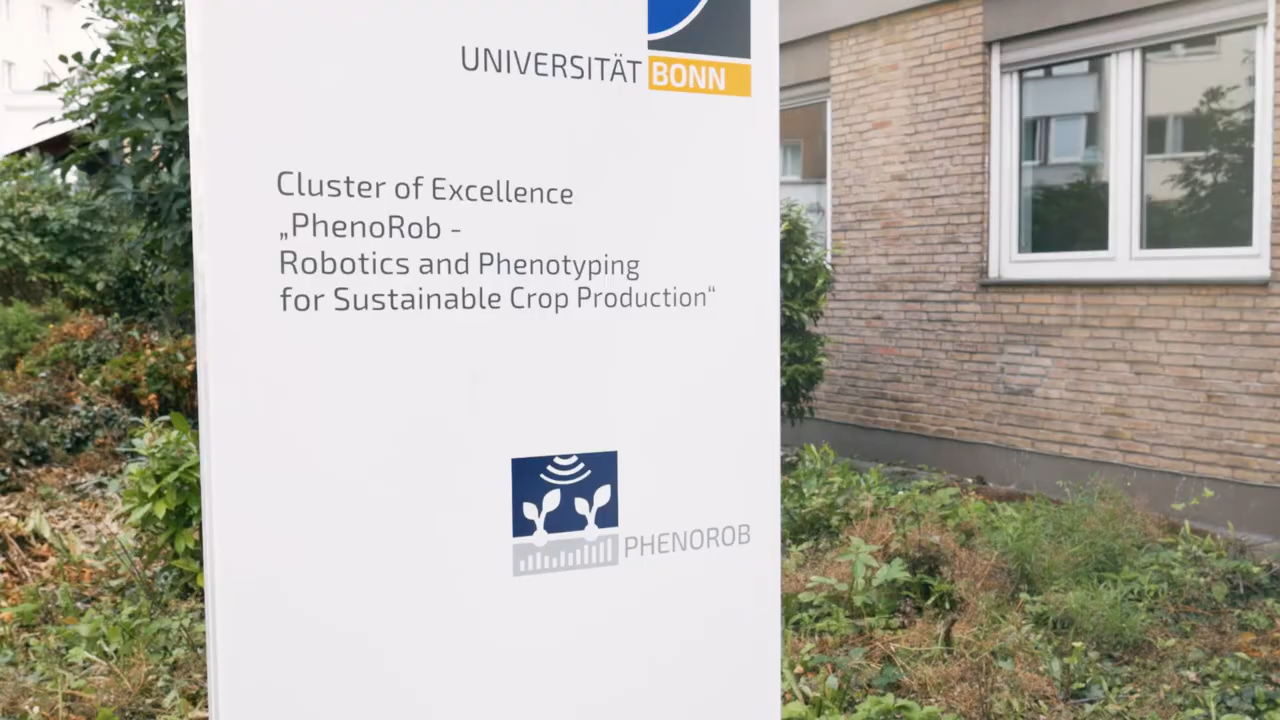 UNIVERSITÄT BONN
Cluster of Excellence
„PhenoRob -
Robotics and Phenotyping
for Sustainable Crop Production“
PHENOROB